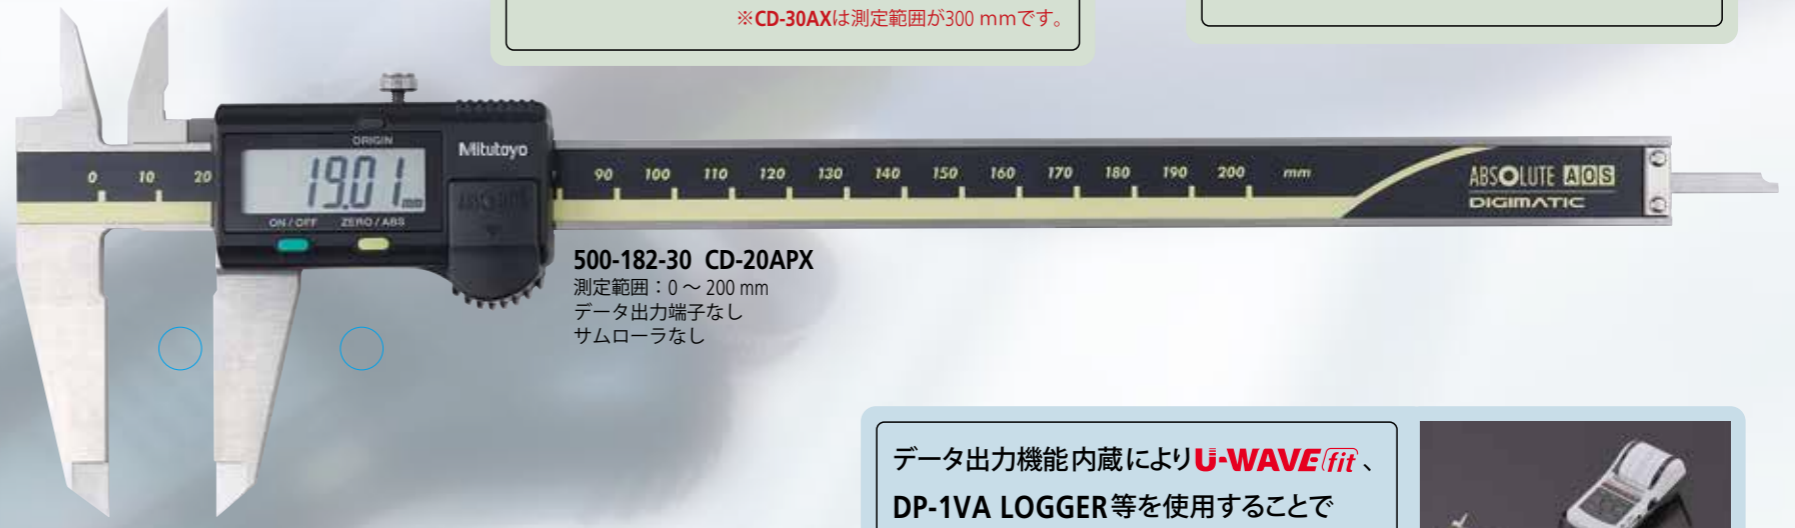 ※CD-30AXは測定範囲が300 mmです。
ORIGIN
Mitutoyo
19.01 mm
ON / OFF ZERO / ABS
0 10 20
90 100 110 120 130 140 150 160 170 180 190 200 mm
ABSOLUTE AOS
DIGIMATIC
500-182-30 CD-20APX
測定範囲：0 ～ 200 mm
データ出力端子なし
サムローラなし
データ出力機能内蔵によりU-WAVE fit、
DP-1VA LOGGER等を使用することで